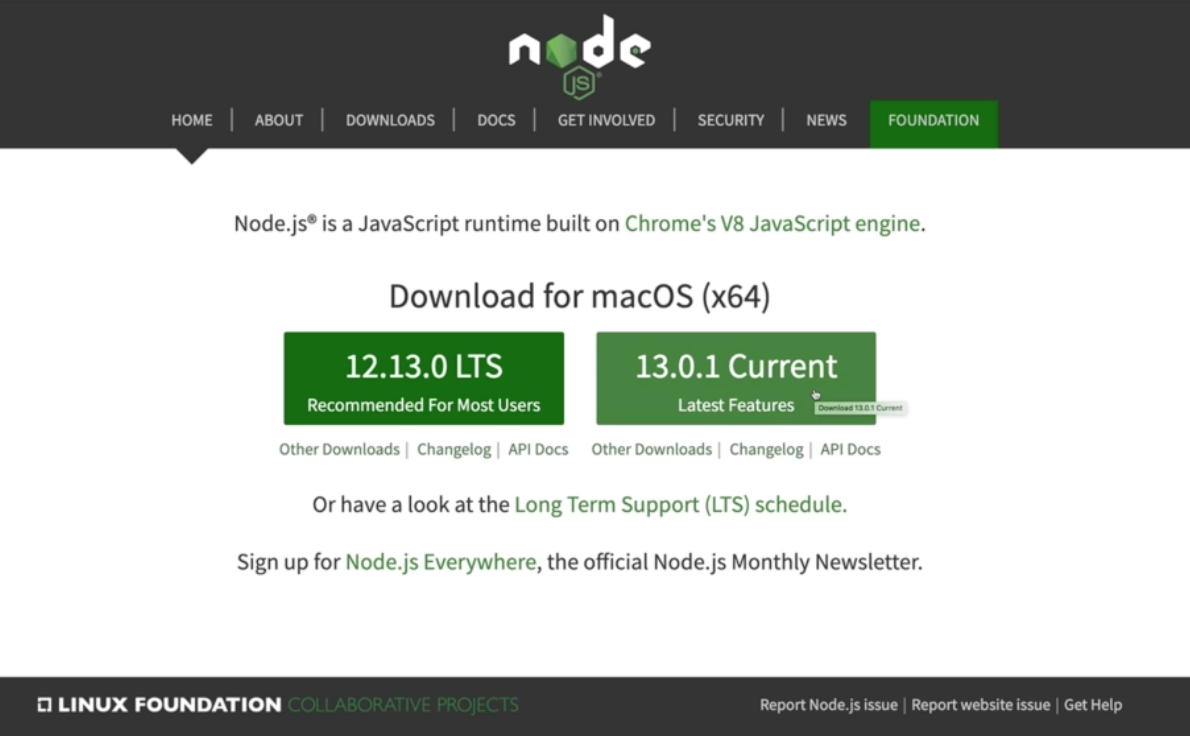 node
JS
HOME | ABOUT | DOWNLOADS | DOCS | GET INVOLVED | SECURITY | NEWS FOUNDATION
Node.js® is a JavaScript runtime built on Chrome's V8 JavaScript engine.
Download for macOS (x64)
12.13.0 LTS
Recommended For Most Users
13.0.1 Current
Latest Features
Download 13.0.1 Current
Other Downloads | Changelog | API Docs
Other Downloads | Changelog | API Docs
Or have a look at the Long Term Support (LTS) schedule.
Sign up for Node.js Everywhere, the official Node.js Monthly Newsletter.
LINUX FOUNDATION COLLABORATIVE PROJECTS
Report Node.js issue | Report website issue | Get Help